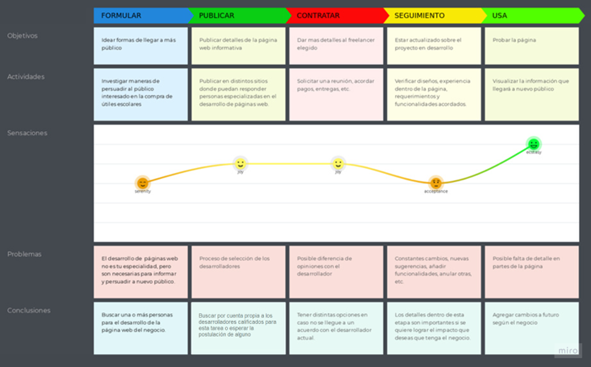 FORMULAR
PUBLICAR
CONTRATAR
SEGUIMIENTO
USA
Objetivos
Idear formas de llegar a más
público
Publicar detalles de la página
web informativa
Dar mas detalles al freelancer
elegido
Estar actualizado sobre el
proyecto en desarrollo
Probar la página
Actividades
Investigar maneras de
persuadir al público
interesado en la compra de
útiles escolares
Publicar en distintos sitios
donde puedan responder
personas especializadas en el
desarrollo de páginas web
Solicitar una reunión, acordar
pagos, entregas, etc.
Verificar diseños, experiencia
dentro de la página,
requerimientos y
funcionalidades acordados.
Visualizar la información que
llegará a nuevo público
Sensaciones
serenity
joy
joy
acceptance
ecstasy
Problemas
El desarrollo de páginas web
no es tu especialidad, pero
son necesarias para informar
y persuadir a nuevo público.
Proceso de selección de los
desarrolladores
Posible diferencia de
opiniones con el
desarrollador
Constantes cambios, nuevas
sugerencias, añadir
funcionalidades, anular otras,
etc
Posible falta de detalle en
partes de la página
Conclusiones
Buscar una o más personas
para el desarrollo de la
página web del negocio
Buscar por cuenta propia a los
desarrolladores calificados para
esta tarea o esperar la
postulación de alguno
Tener distintas opciones en
caso no se llegue a un
acuerdo con el desarrollador
actual
Los detalles dentro de esta
etapa son importantes si se
quiere lograr el impacto que
deseas que tenga el negocio
Agregar cambios a futuro
según el negocio
miro